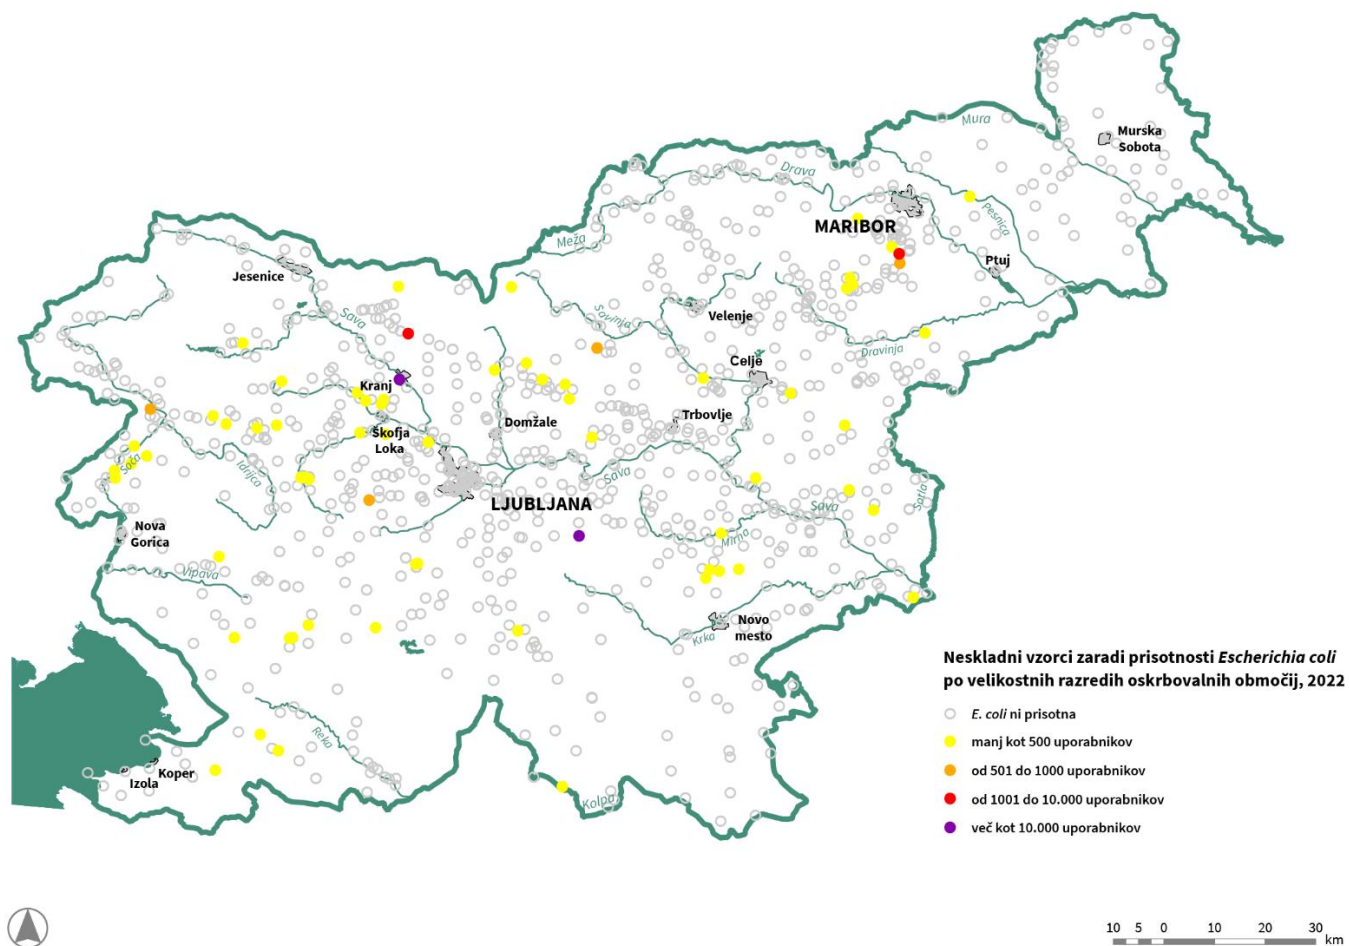 Mura
Murska
Sobota
Drava
Pesnica
MARIBOR
Meža
Ptuj
Jesenice
Sava
Savinja
Velenje
Dravinja
Celje
Kranj
Domžale
Trbovlje
Škofja
Loka
Soča
Idrijca
Sava
LJUBLJANA
Sava
Sotla
Nova
Gorica
Mirna
Vipava
Novo
mesto
Krka
Reka
Koper
Izola
Kolpa
Neskladni vzorci zaradi prisotnosti Escherichia coli
po velikostnih razredih oskrbovalnih območij, 2022
E. coli ni prisotna
manj kot 500 uporabnikov
od 501 do 1000 uporabnikov
od 1001 do 10.000 uporabnikov
več kot 10.000 uporabnikov
10 5 0 10 20 30 km